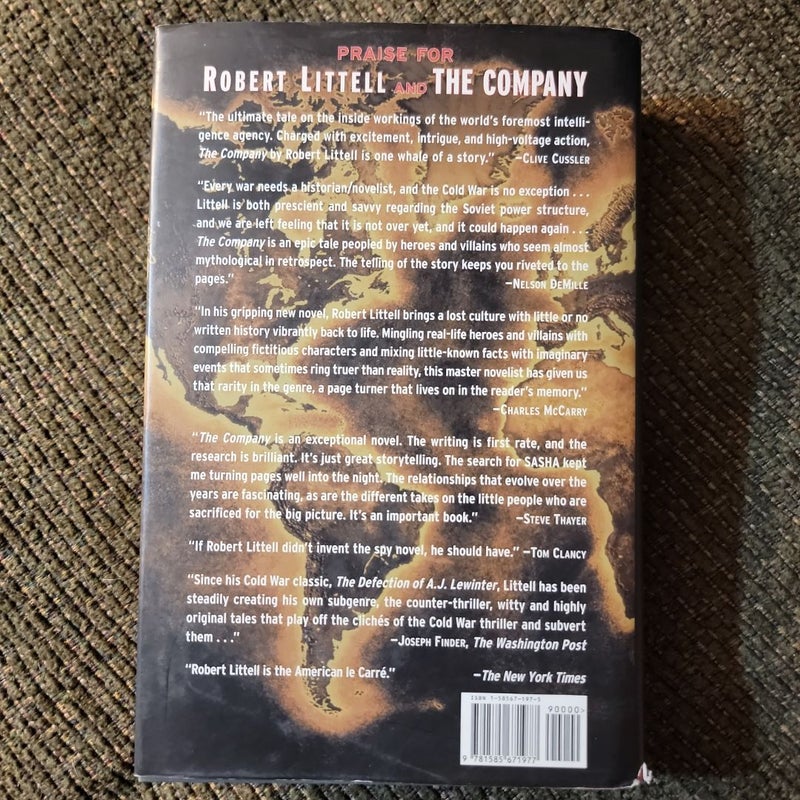 PRAISE FOR
ROBERT LITTELL AND THE COMPANY
“The ultimate tale on the inside workings of the world’s foremost intelli-
gence agency. Charged with excitement, intrigue, and high-voltage action,
The Company by Robert Littell is one whale of a story.” —CLIVE CUSSLER
“Every war needs a historian/novelist, and the Cold War is no exception . . .
Littell is both prescient and savvy regarding the Soviet power structure,
and we are left feeling that it is not over yet, and it could happen again . . .
The Company is an epic tale peopled by heroes and villains who seem almost
mythological in retrospect. The telling of the story keeps you riveted to the
pages.” —NELSON DEMILLE
“In his gripping new novel, Robert Littell brings a lost culture with little or no
written history vibrantly back to life. Mingling real-life heroes and villains with
compelling fictitious characters and mixing little-known facts with imaginary
events that sometimes ring truer than reality, this master novelist has given us
that rarity in the genre, a page turner that lives on in the reader’s memory.”
—CHARLES MCCARRY
“The Company is an exceptional novel. The writing is first rate, and the
research is brilliant. It’s just great storytelling. The search for SASHA kept
me turning pages well into the night. The relationships that evolve over the
years are fascinating, as are the different takes on the little people who are
sacrificed for the big picture. It’s an important book.” —STEVE THAYER
“If Robert Littell didn’t invent the spy novel, he should have.” —TOM CLANCY
“Since his Cold War classic, The Defection of A.J. Lewinter, Littell has been
steadily creating his own subgenre, the counter-thriller, witty and highly
original tales that play off the clichés of the Cold War thriller and subvert
them . . .” —JOSEPH FINDER, The Washington Post
“Robert Littell is the American le Carré.” —The New York Times
ISBN 1-58567-197-5
90000>
9 781585 671977